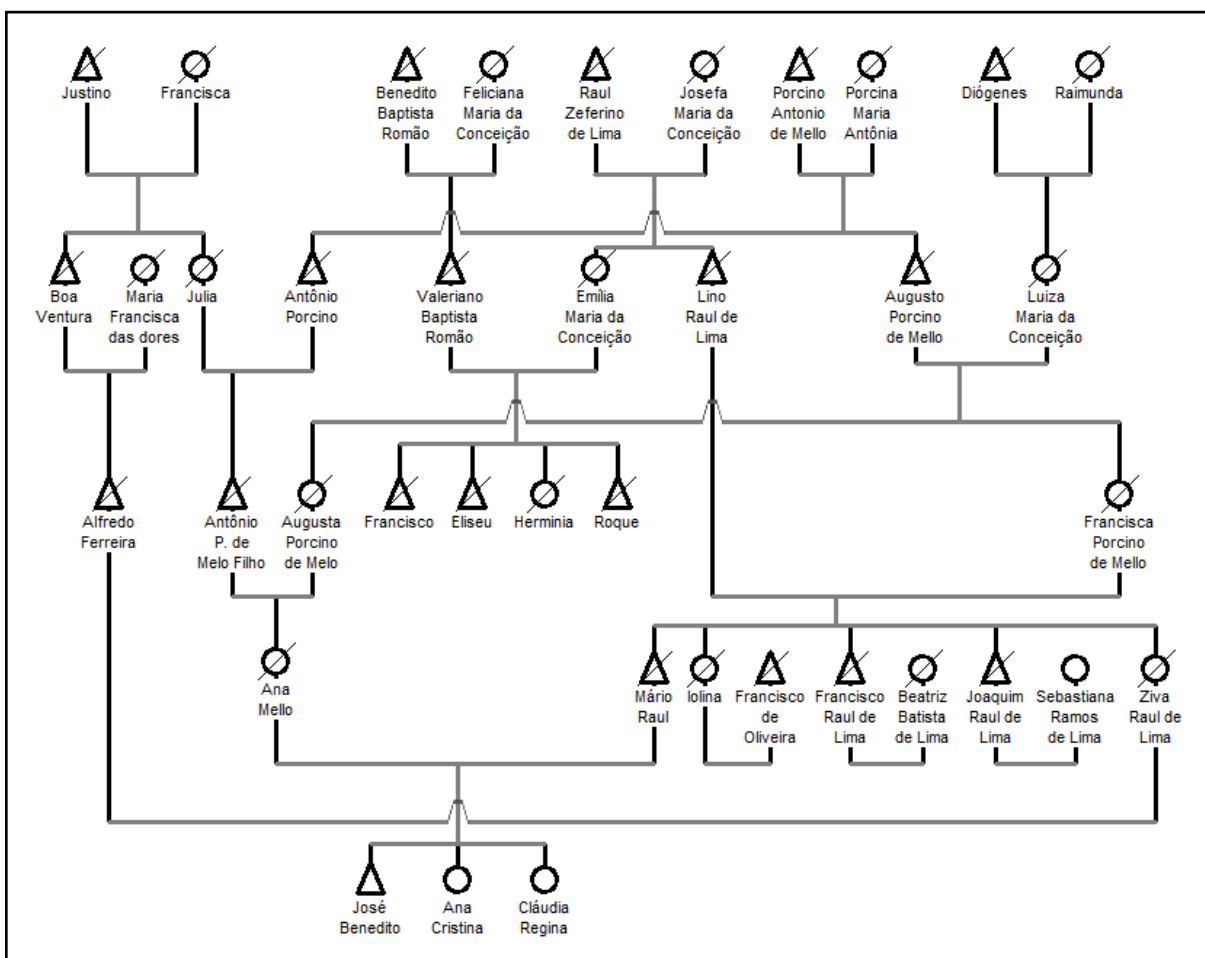 Justino
Francisca
Benedito
Baptista
Romão
Feliciana
Maria da
Conceição
Raul
Zeferino
de Lima
Josefa
Maria da
Conceição
Porcino
Antonio
de Mello
Porcina
Maria
Antônia
Diógenes
Raimunda
Boa
Ventura
Maria
Francisca
das dores
Julia
Antônio
Porcino
Valeriano
Baptista
Romão
Emília
Maria da
Conceição
Lino
Raul de
Lima
Augusto
Porcino
de Mello
Luiza
Maria da
Conceição
Alfredo
Ferreira
Antônio
P. de
Melo Filho
Augusta
Porcino
de Melo
Francisco
Eliseu
Herminia
Roque
Francisca
Porcino
de Mello
Ana
Mello
Mário
Raul
Iolina
Francisco
de
Oliveira
Francisco
Raul de
Lima
Beatriz
Batista
de Lima
Joaquim
Raul de
Lima
Sebastiana
Ramos
de Lima
Ziva
Raul de
Lima
José
Benedito
Ana
Cristina
Cláudia
Regina